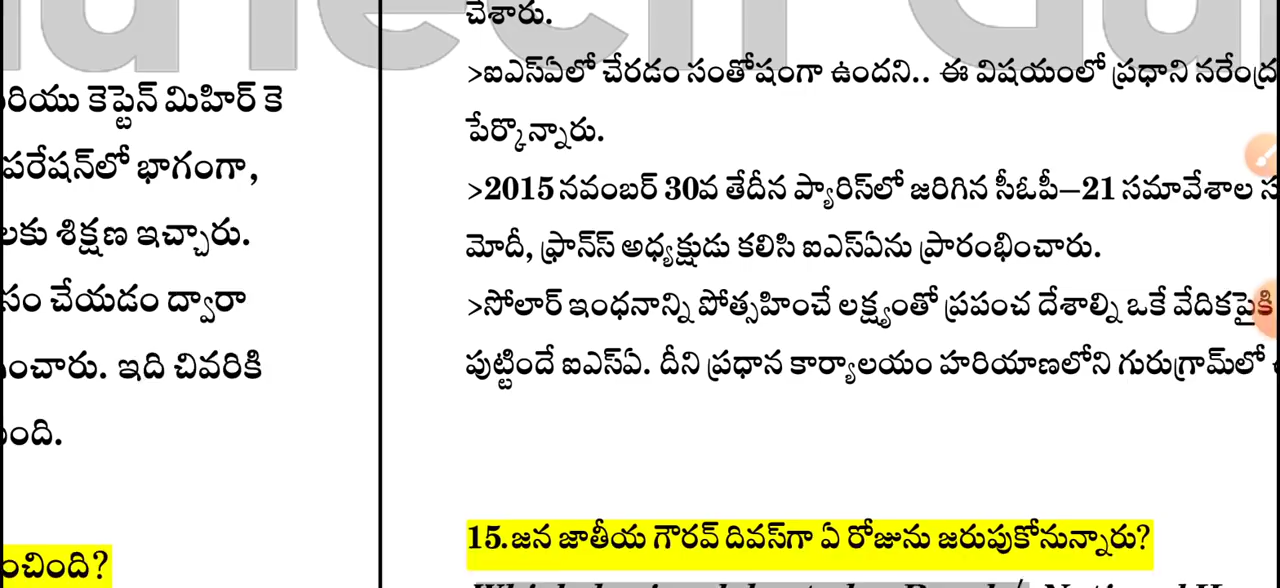 రియు కెప్టెన్ మిహిర్ కె
పరేషన్‌లో భాగంగా,
లకు శిక్షణ ఇచ్చారు.
సం చేయడం ద్వారా
ంచారు. ఇది చివరికి
ంది.
ంచింది?
చేశారు.
>ఐఎస్ఏలో చేరడం సంతోషంగా ఉందని.. ఈ విషయంలో ప్రధాని నరేంద్ర
పేర్కొన్నారు.
>2015 నవంబర్ 30వ తేదీన ప్యారిస్‌లో జరిగిన సీఓపీ–21 సమావేశాల
మోదీ, ఫ్రాన్స్ అధ్యక్షుడు కలిసి ఐఎస్ఏను ప్రారంభించారు.
>సోలార్ ఇంధనాన్ని పోత్సహించే లక్ష్యంతో ప్రపంచ దేశాల్ని ఒకే వేదికపైకి
పుట్టిందే ఐఎస్ఏ. దీని ప్రధాన కార్యాలయం హరియాణలోని గురుగ్రామ్‌లో
15.జన జాతీయ గౌరవ్ దివస్‌గా ఏ రోజును జరుపుకోనున్నారు?